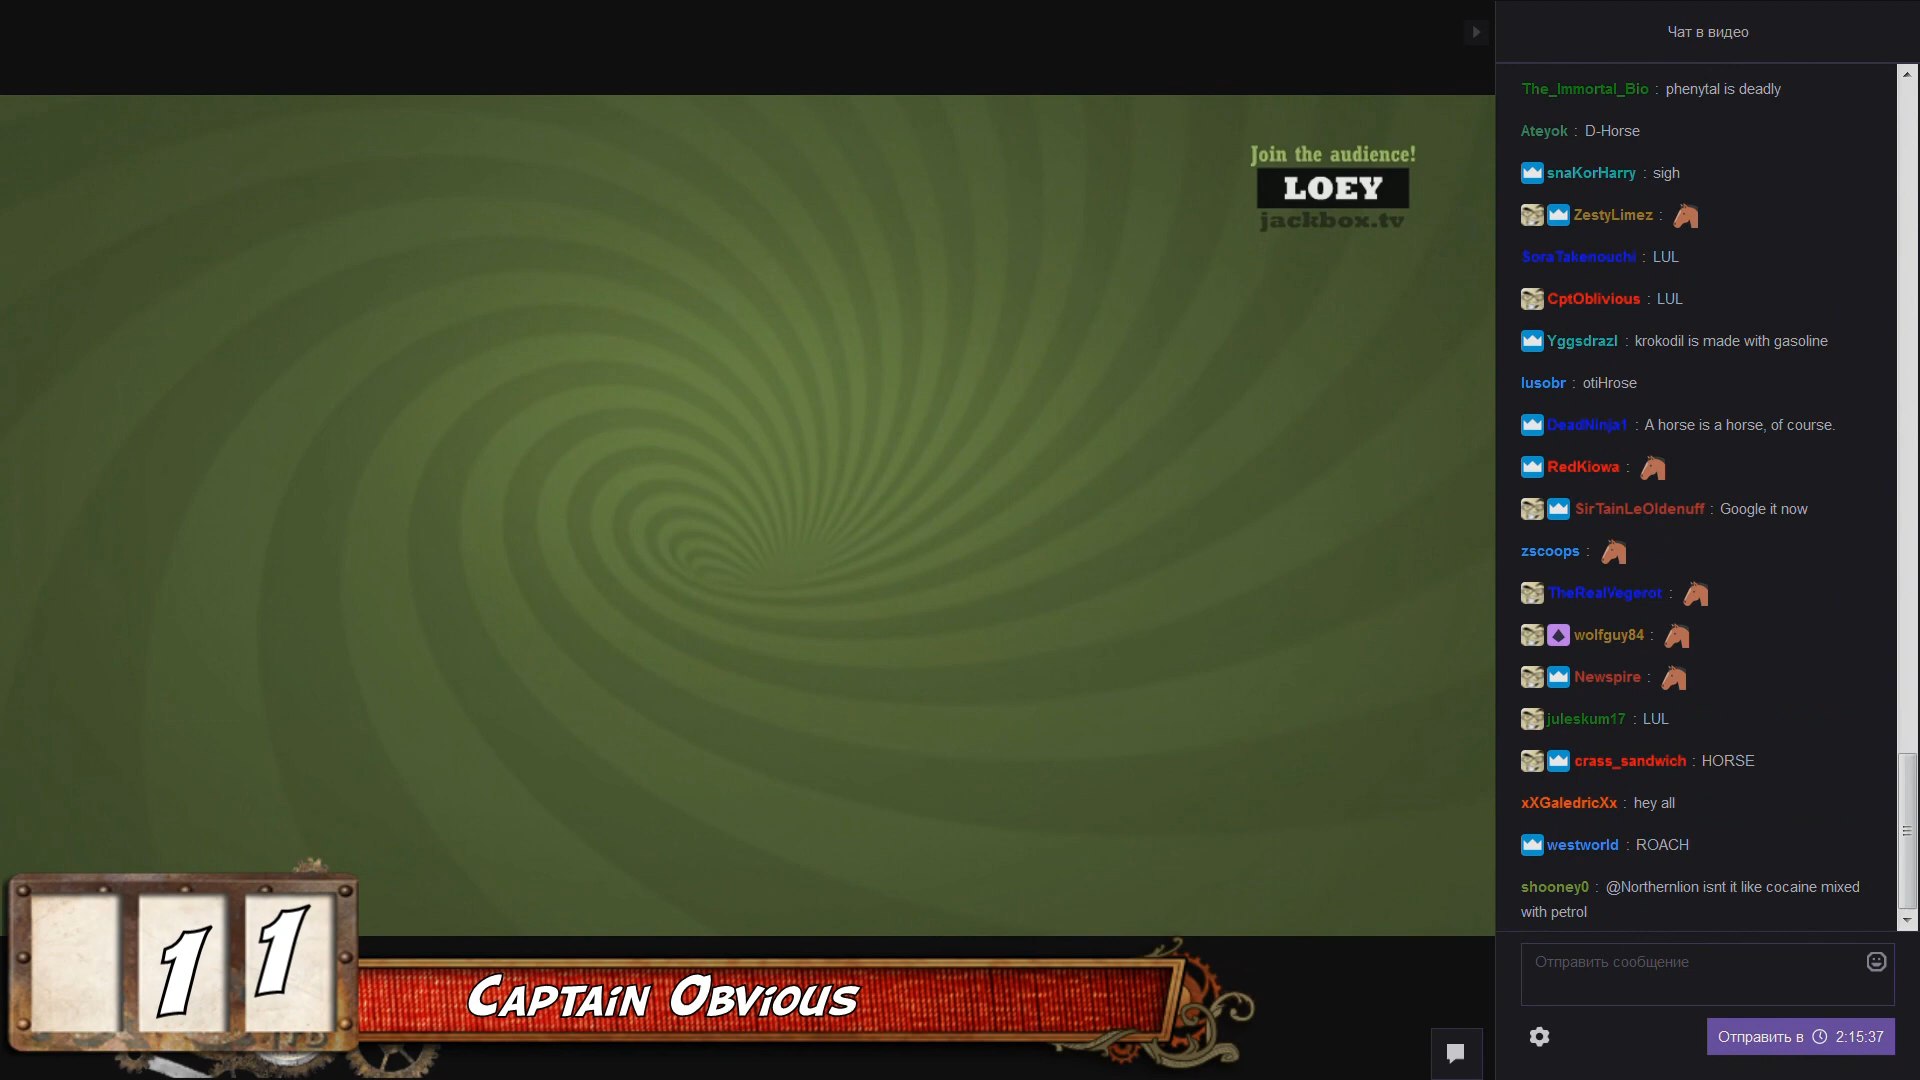 Join the audience!
LOEY
jackbox.tv
1 1
Captain Obvious
Чат в видео
The_Immortal_Bio : phenytal is deadly
Ateyok : D-Horse
snaKorHarry : sigh
ZestyLimez :
SoraTakenouchi : LUL
CptOblivious : LUL
Yggsdrazl : krokodil is made with gasoline
lusobr : otiHrose
DeadNinja1 : A horse is a horse, of course.
RedKiowa :
SirTainLeOldenuff : Google it now
zscoops :
TheRealVegerot :
wolfguy84 :
Newspire :
juleskum17 : LUL
crass_sandwich : HORSE
xXGaledricXx : hey all
westworld : ROACH
shooney0 : @Northernlion isnt it like cocaine mixed
with petrol
Отправить сообщение
Отправить в 2:15:37